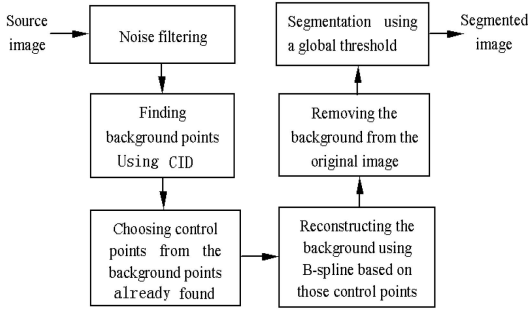 Source
image
Noise filtering
Finding
background points
Using CID
Choosing control
points from the
background points
already found
Reconstructing the
background using
B-spline based on
those control points
Removing the
background from the
original image
Segmentation using
a global threshold
Segmented
image